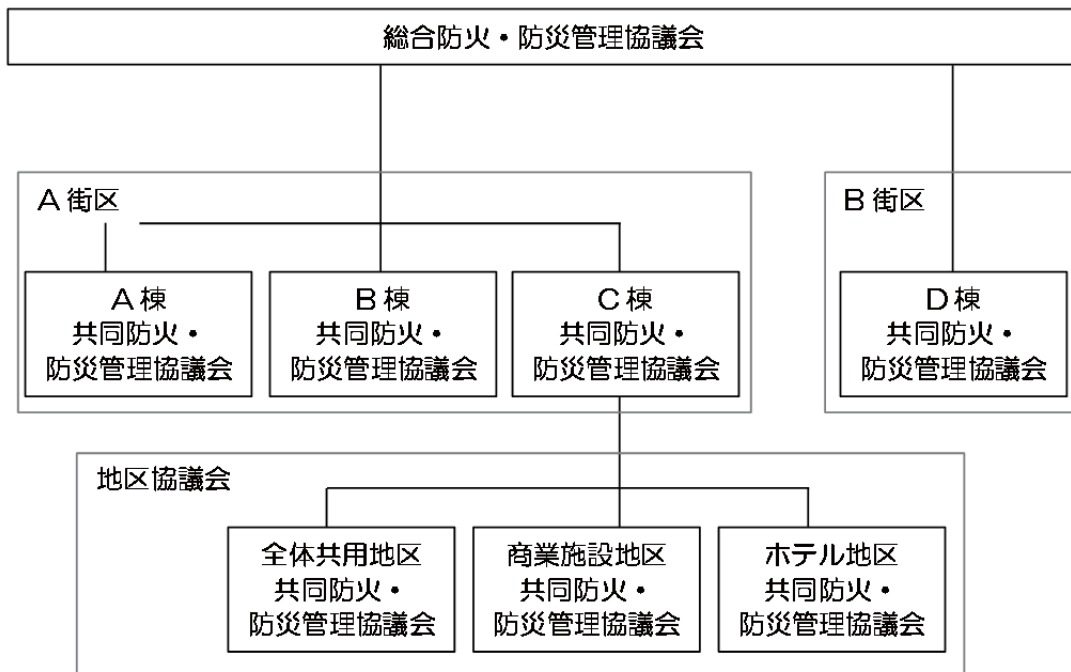 総合防火・防災管理協議会
A街区
B街区
A棟
共同防火・
防災管理協議会
B棟
共同防火・
防災管理協議会
C棟
共同防火・
防災管理協議会
D棟
共同防火・
防災管理協議会
地区協議会
全体共用地区
共同防火・
防災管理協議会
商業施設地区
共同防火・
防災管理協議会
ホテル地区
共同防火・
防災管理協議会